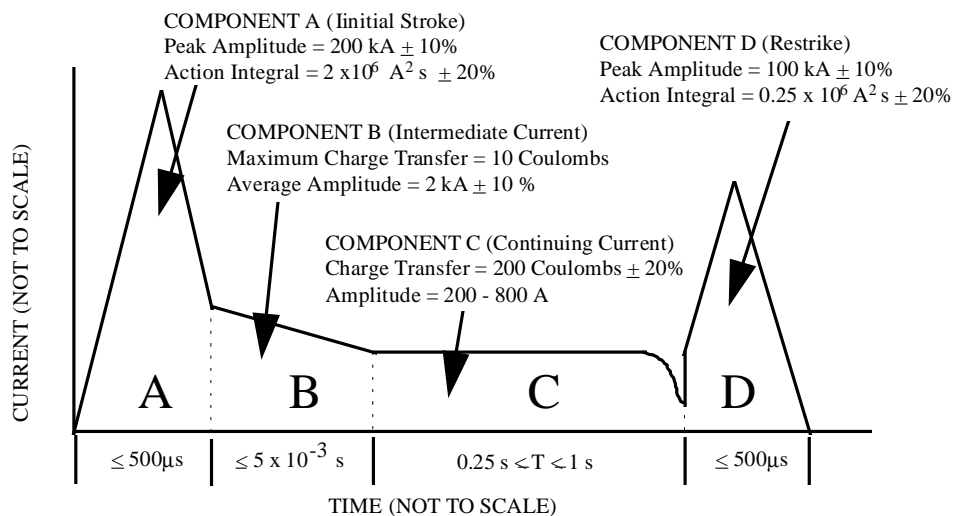 COMPONENT A (Iinitial Stroke)
Peak Amplitude = 200 kA ± 10%
Action Integral = 2 x10⁶ A² s ± 20%
COMPONENT D (Restrike)
Peak Amplitude = 100 kA ± 10%
Action Integral = 0.25 x 10⁶ A² s ± 20%
COMPONENT B (Intermediate Current)
Maximum Charge Transfer = 10 Coulombs
Average Amplitude = 2 kA ± 10 %
COMPONENT C (Continuing Current)
Charge Transfer = 200 Coulombs ± 20%
Amplitude = 200 - 800 A
CURRENT (NOT TO SCALE)
A
B
C
D
≤ 500µs
≤ 5 x 10⁻³ s
0.25 s < T < 1 s
≤ 500µs
TIME (NOT TO SCALE)